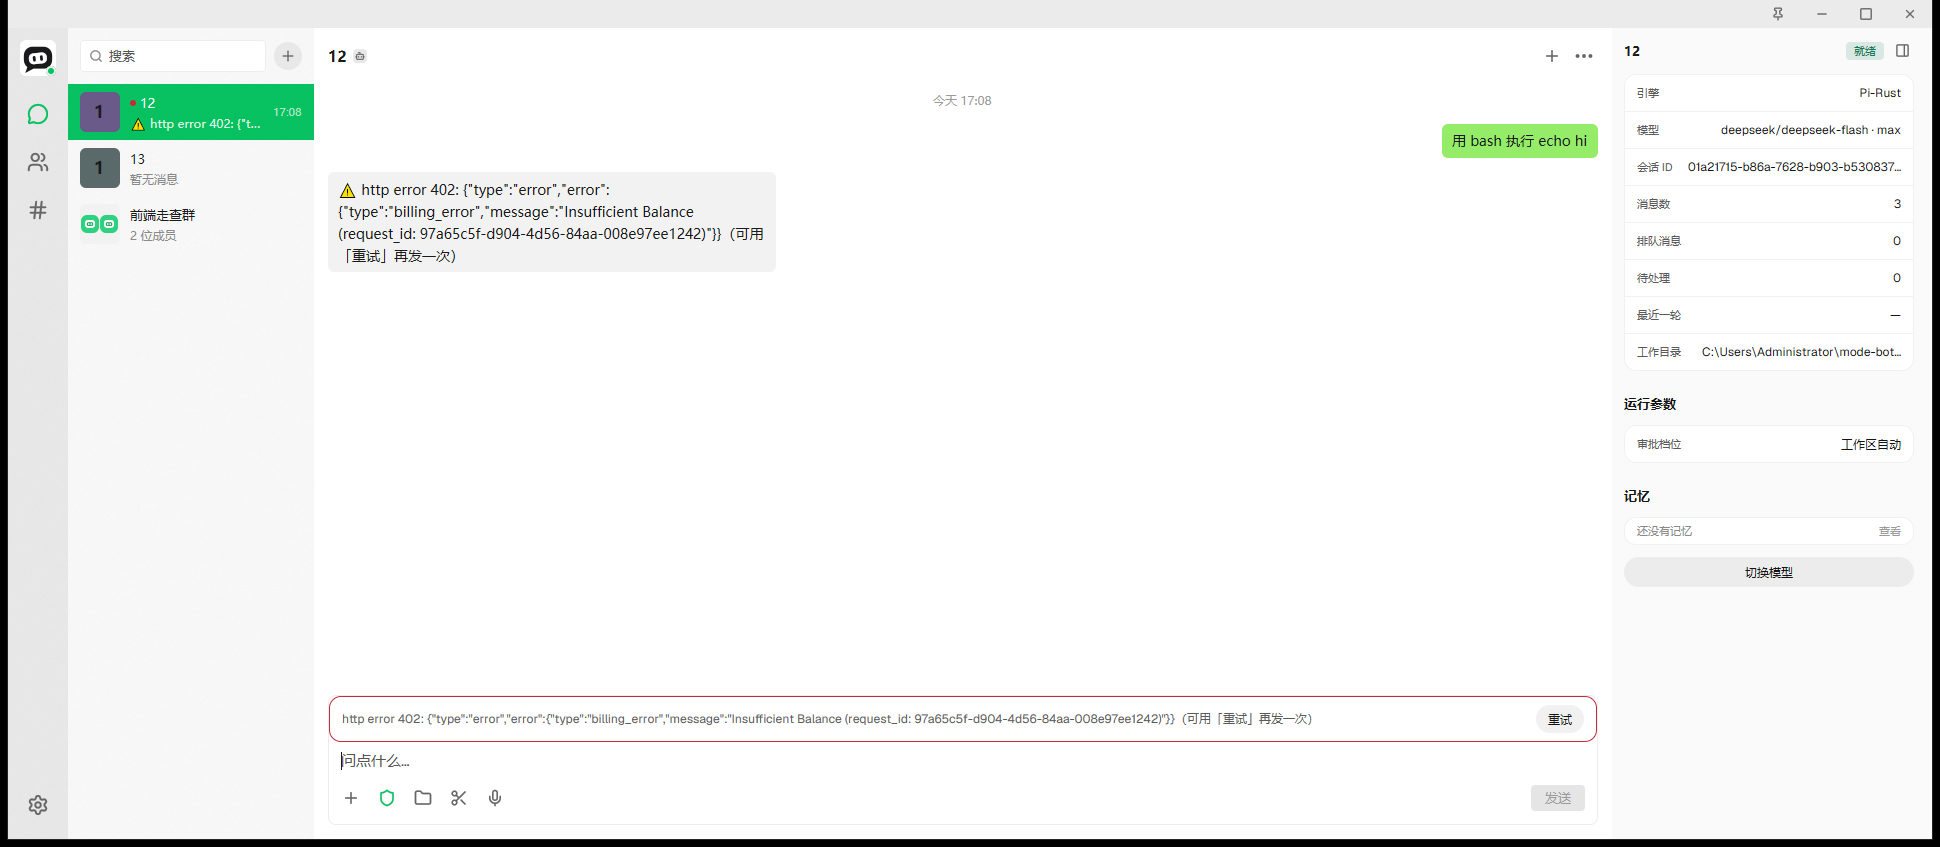 搜索
1
12
17:08
⚠ http error 402: {"t...
1
13
暂无消息
前端走查群
2 位成员
12
今天 17:08
用 bash 执行 echo hi
⚠ http error 402: {"type":"error","error":
{"type":"billing_error","message":"Insufficient Balance
(request_id: 97a65c5f-d904-4d56-84aa-008e97ee1242)"}}（可用
「重试」再发一次）
http error 402: {"type":"error","error":{"type":"billing_error","message":"Insufficient Balance (request_id: 97a65c5f-d904-4d56-84aa-008e97ee1242)"}}（可用「重试」再发一次）
重试
问点什么...
发送
12
就绪
引擎 Pi-Rust
模型 deepseek/deepseek-flash · max
会话 ID 01a21715-b86a-7628-b903-b530837...
消息数 3
排队消息 0
待处理 0
最近一轮 —
工作目录 C:\Users\Administrator\mode-bot...
运行参数
审批档位 工作区自动
记忆
还没有记忆 查看
切换模型